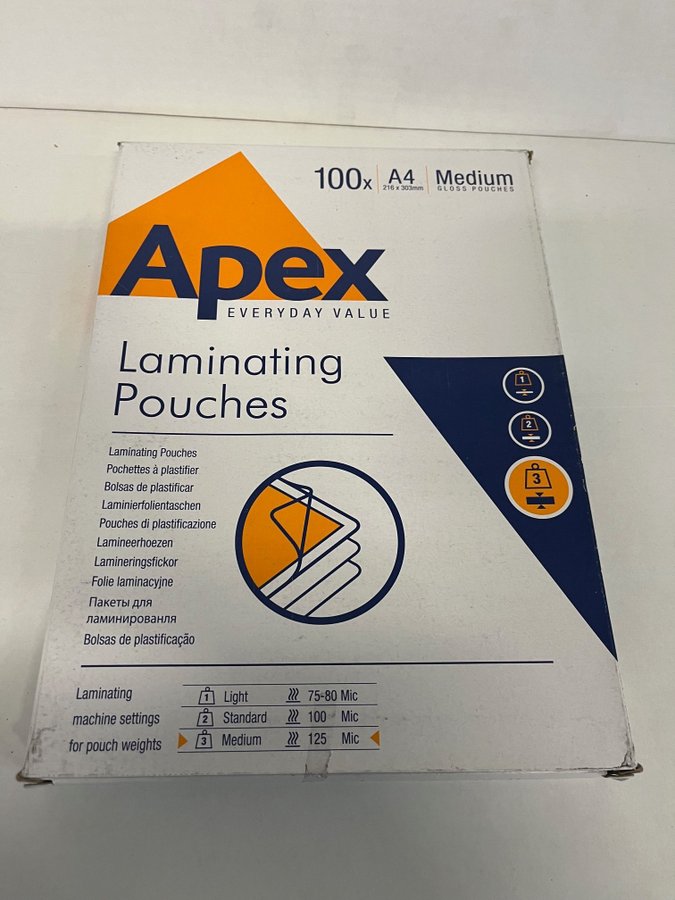 100x A4 Medium
216 x 303mm GLOSS POUCHES
Apex
EVERYDAY VALUE
Laminating
Pouches
1
2
3
Laminating Pouches
Pochettes à plastifier
Bolsas de plastificar
Laminierfolientaschen
Pouches di plastificazione
Lamineerhoezen
Lamineringsfickor
Folie laminacyjne
Пакеты для
ламинированля
Bolsas de plastificação
Laminating
machine settings
for pouch weights
1 Light 75-80 Mic
2 Standard 100 Mic
3 Medium 125 Mic